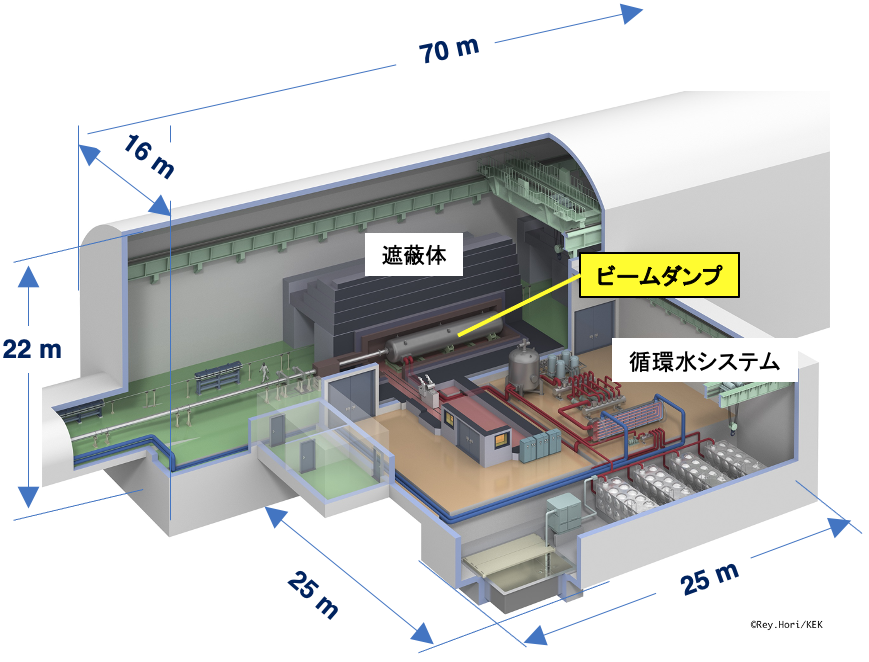 70 m
16 m
遮蔽体
ビームダンプ
22 m
循環水システム
25 m
25 m
©Rey.Hori/KEK